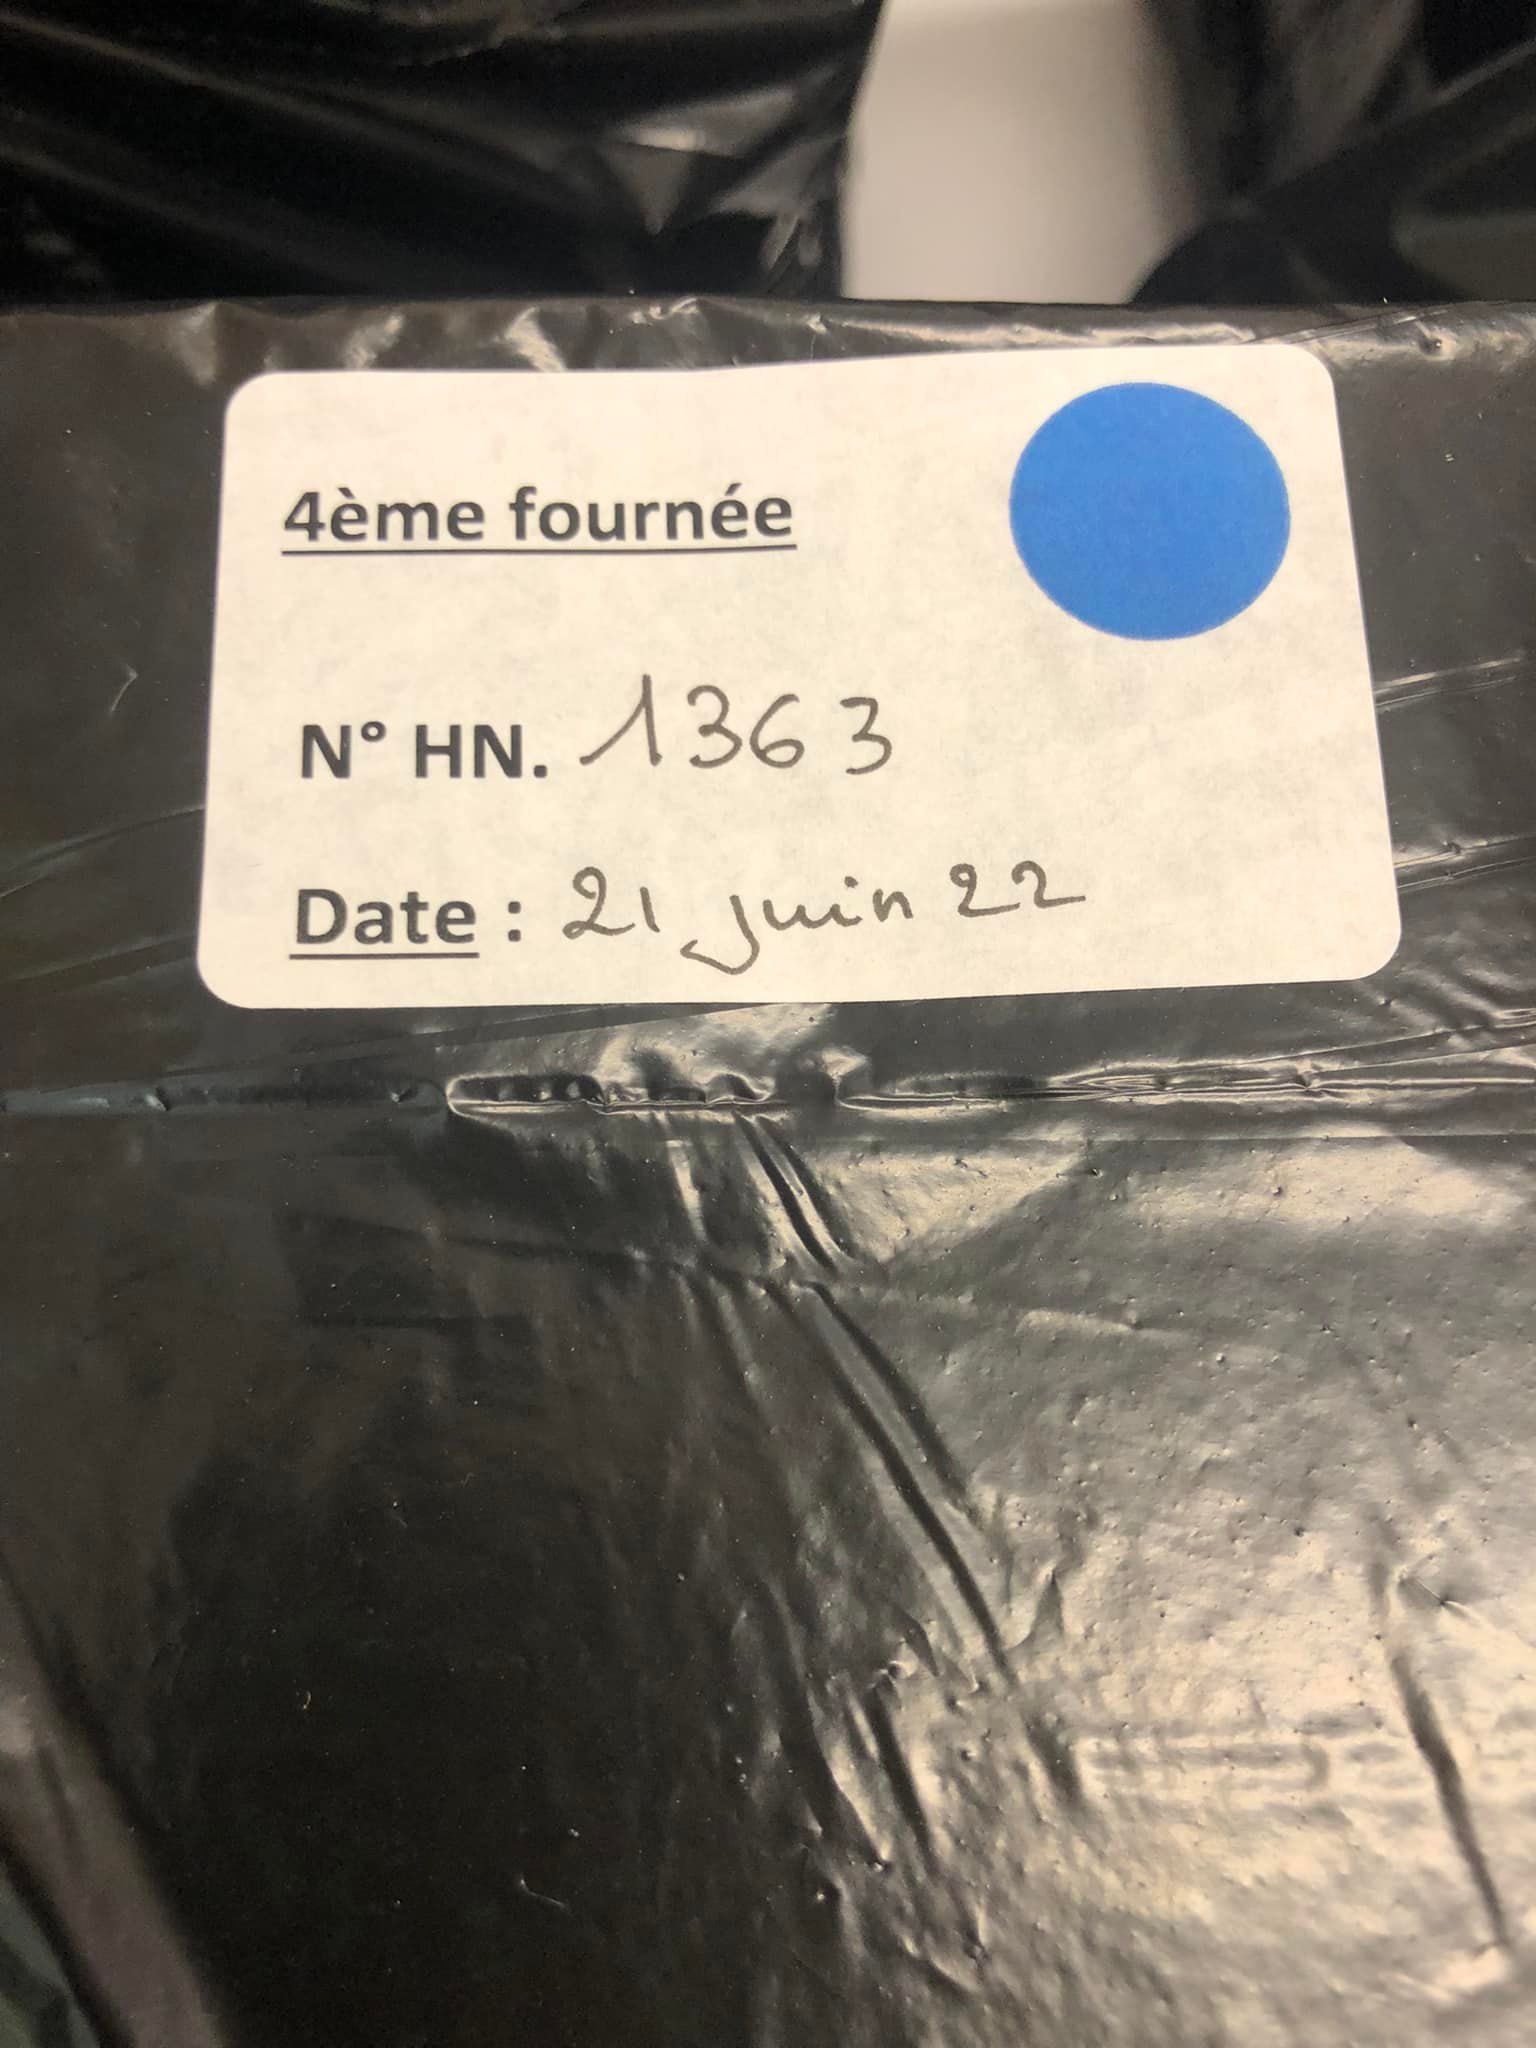 4ème fournée
N° HN. 1363
Date : 21 juin 22